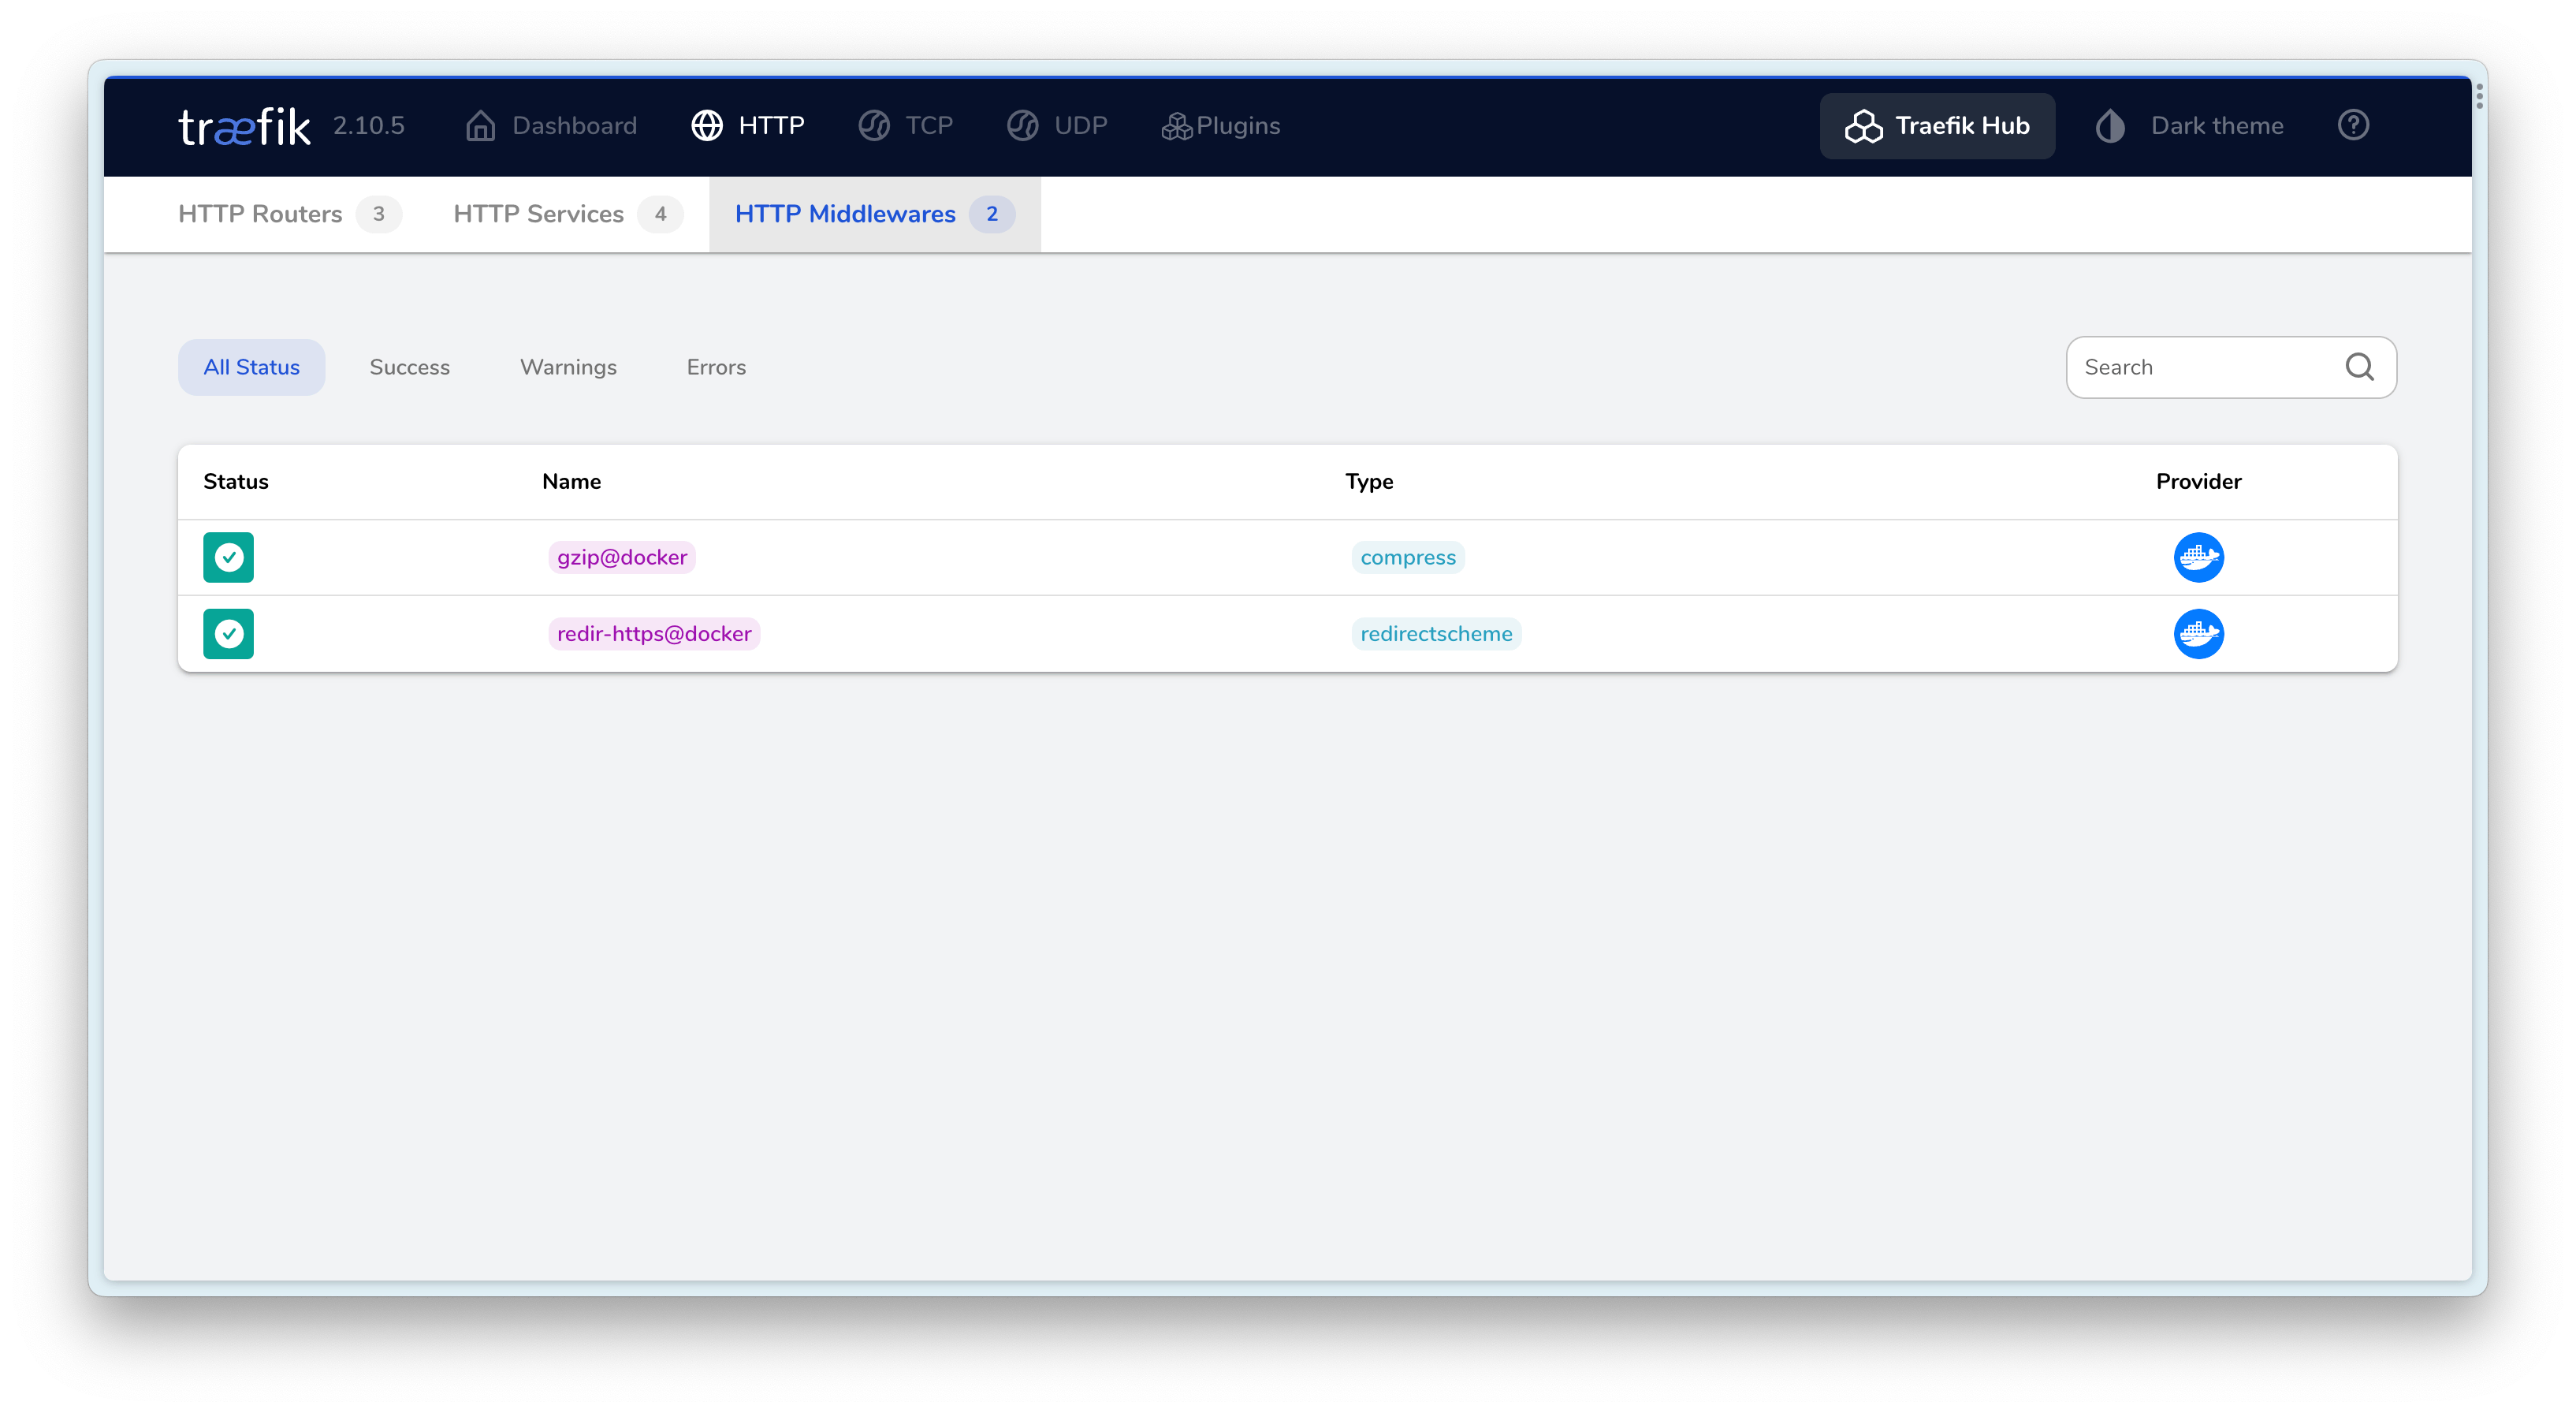 træfik 2.10.5 Dashboard HTTP TCP UDP Plugins Traefik Hub Dark theme
HTTP Routers 3 HTTP Services 4 HTTP Middlewares 2
All Status Success Warnings Errors Search
Status Name Type Provider
gzip@docker compress
redir-https@docker redirectscheme